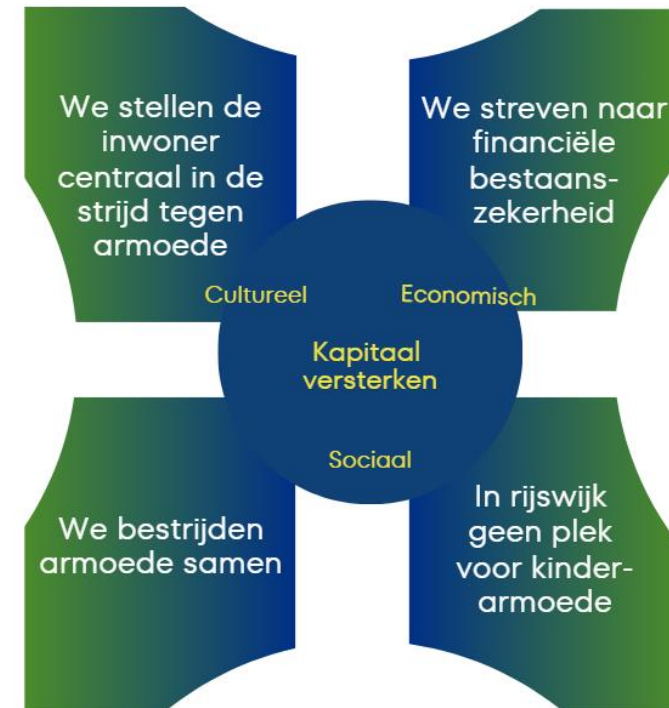 We stellen de
inwoner
centraal in de
strijd tegen
armoede
We streven naar
financiële
bestaans-
zekerheid
Cultureel
Economisch
Kapitaal
versterken
Sociaal
We bestrijden
armoede samen
In rijswijk
geen plek
voor kinder-
armoede